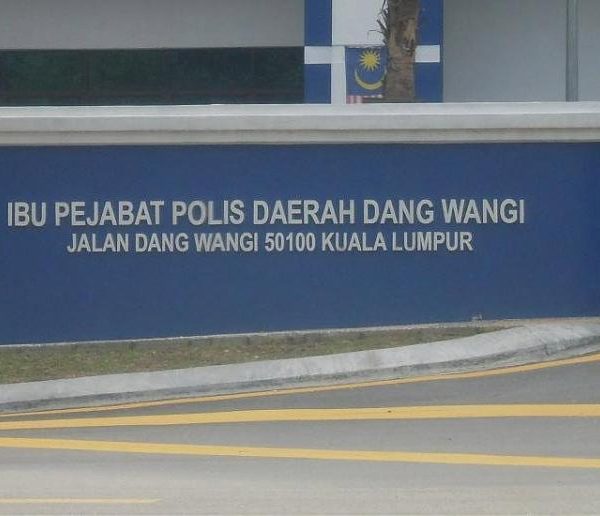 IBU PEJABAT POLIS DAERAH DANG WANGI
JALAN DANG WANGI 50100 KUALA LUMPUR